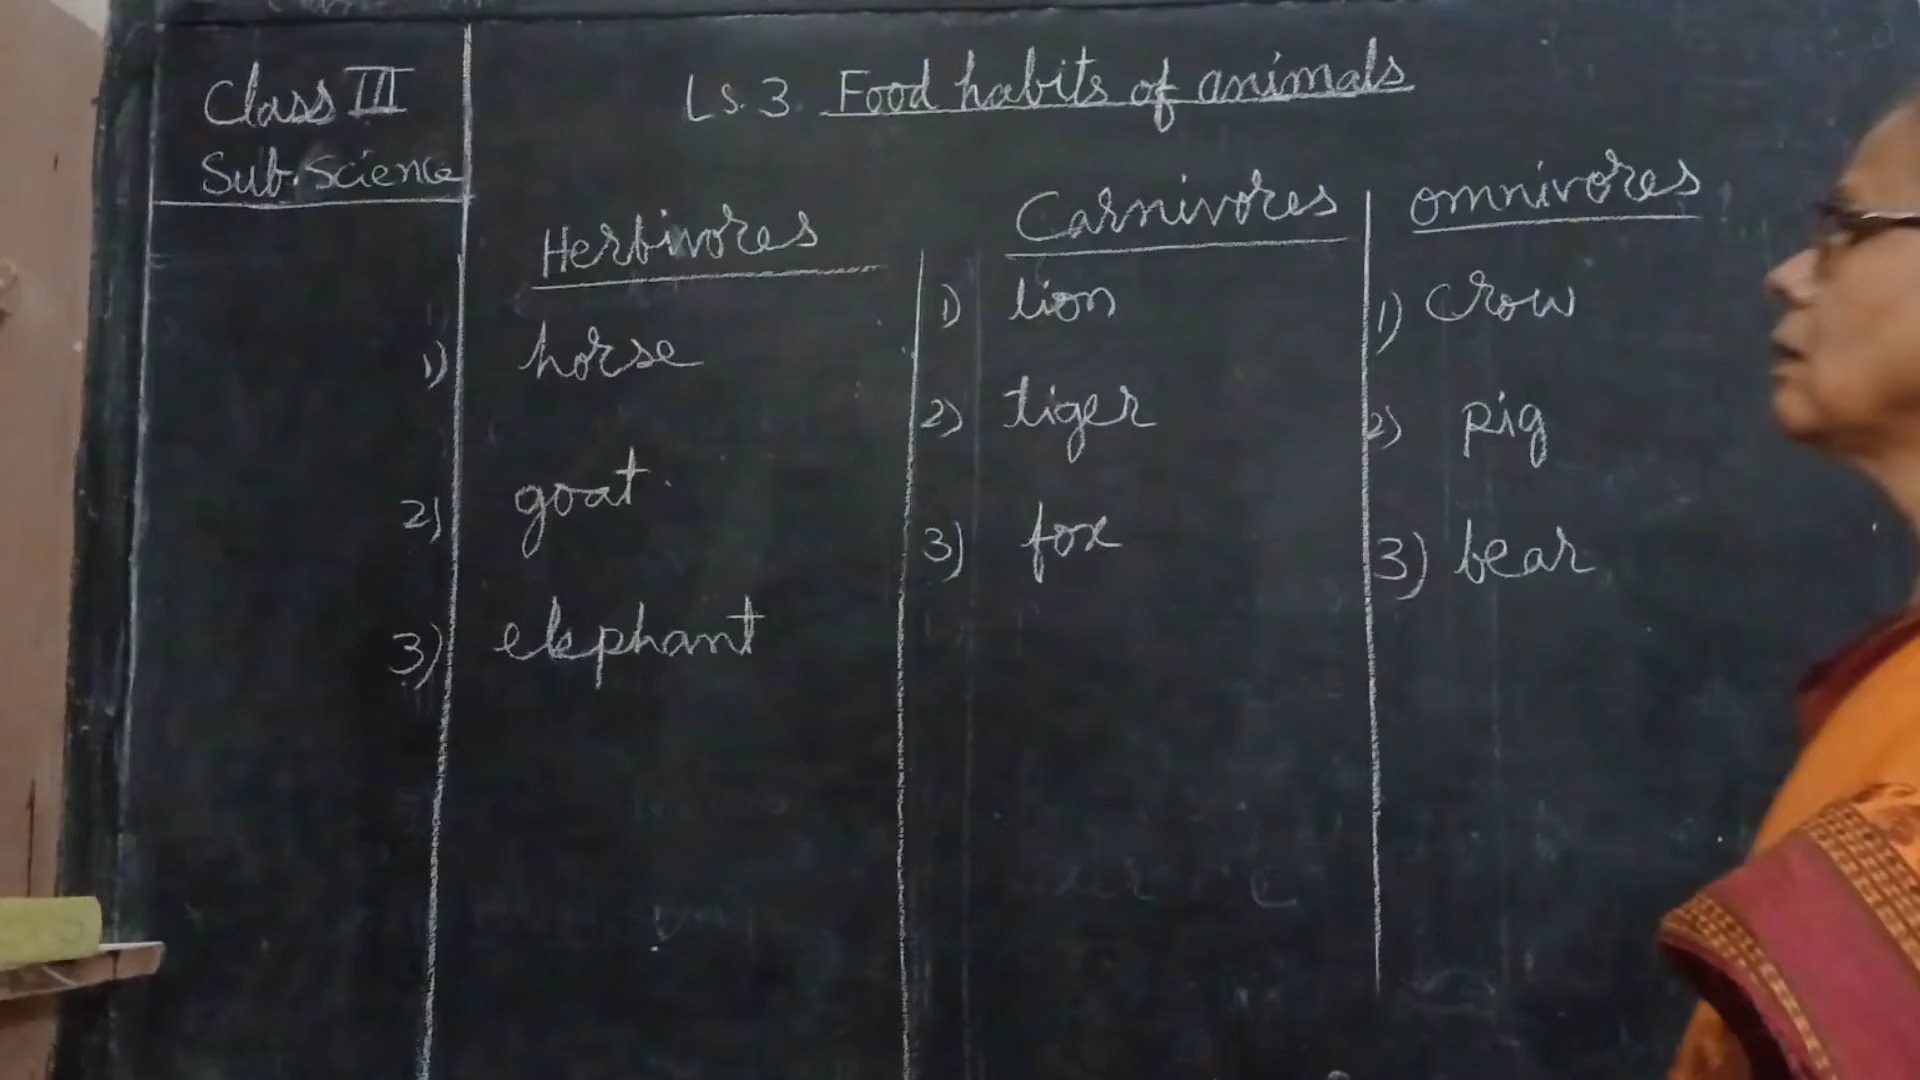 Class III
Sub. Science
Ls. 3 Food habits of animals
Herbivores
1) horse
2) goat
3) elephant
Carnivores
1) lion
2) tiger
3) fox
omnivores
1) crow
2) pig
3) bear